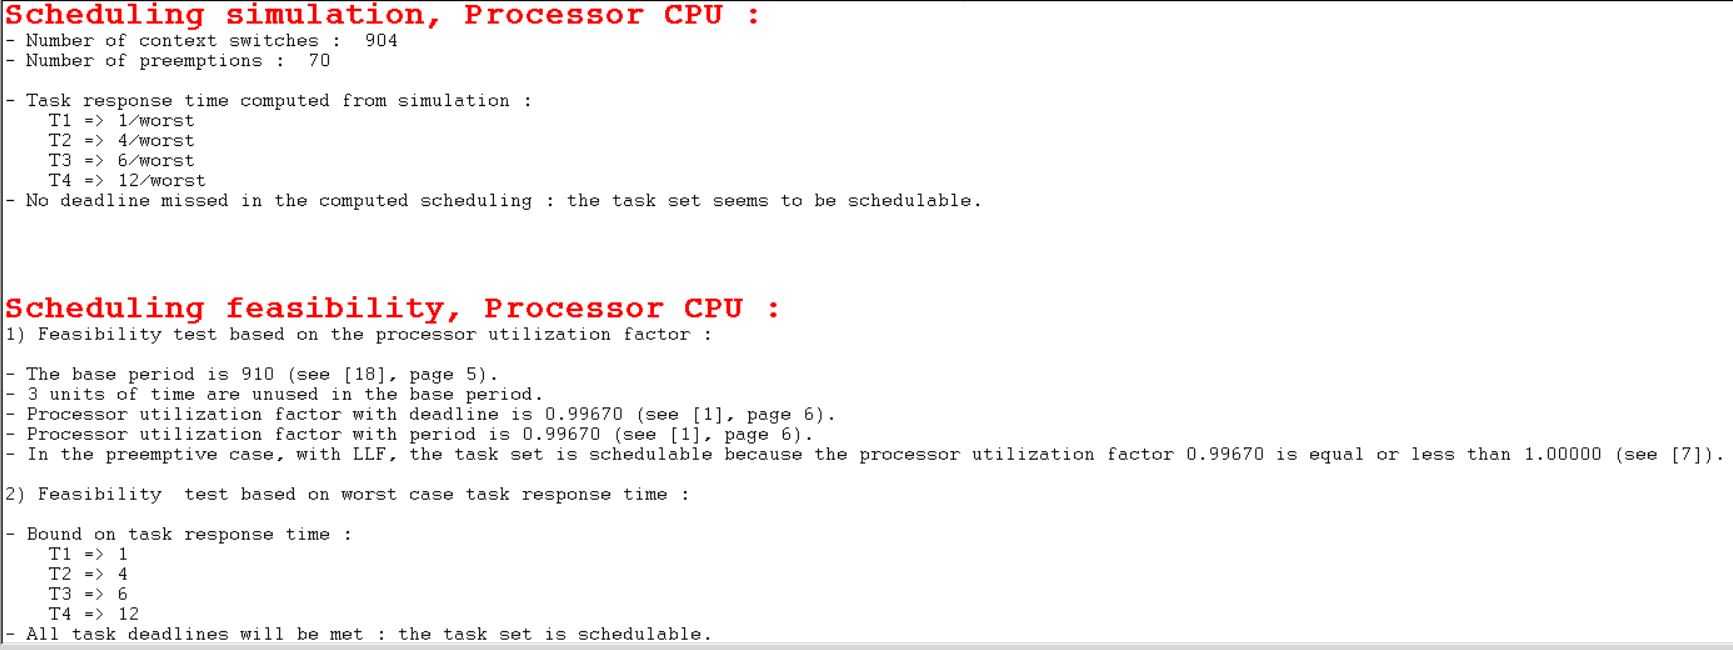 Scheduling simulation, Processor CPU :
- Number of context switches :  904
- Number of preemptions :  70
- Task response time computed from simulation :
T1 => 1/worst
T2 => 4/worst
T3 => 6/worst
T4 => 12/worst
- No deadline missed in the computed scheduling : the task set seems to be schedulable.
Scheduling feasibility, Processor CPU :
1) Feasibility test based on the processor utilization factor :
- The base period is 910 (see [18], page 5).
- 3 units of time are unused in the base period.
- Processor utilization factor with deadline is 0.99670 (see [1], page 6).
- Processor utilization factor with period is 0.99670 (see [1], page 6).
- In the preemptive case, with LLF, the task set is schedulable because the processor utilization factor 0.99670 is equal or less than 1.00000 (see [7]).
2) Feasibility  test based on worst case task response time :
- Bound on task response time :
T1 => 1
T2 => 4
T3 => 6
T4 => 12
- All task deadlines will be met : the task set is schedulable.